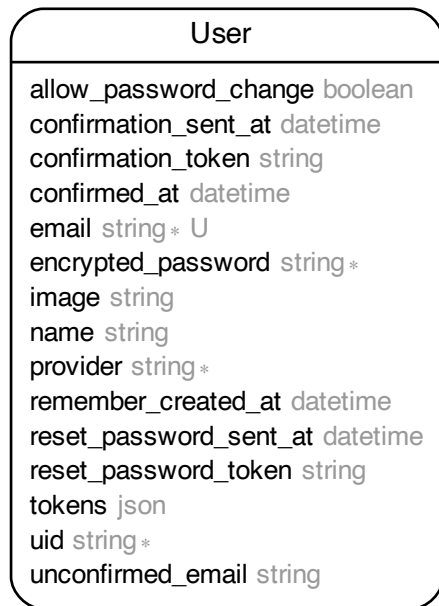 User
allow_password_change boolean
confirmation_sent_at datetime
confirmation_token string
confirmed_at datetime
email string * U
encrypted_password string *
image string
name string
provider string *
remember_created_at datetime
reset_password_sent_at datetime
reset_password_token string
tokens json
uid string *
unconfirmed_email string